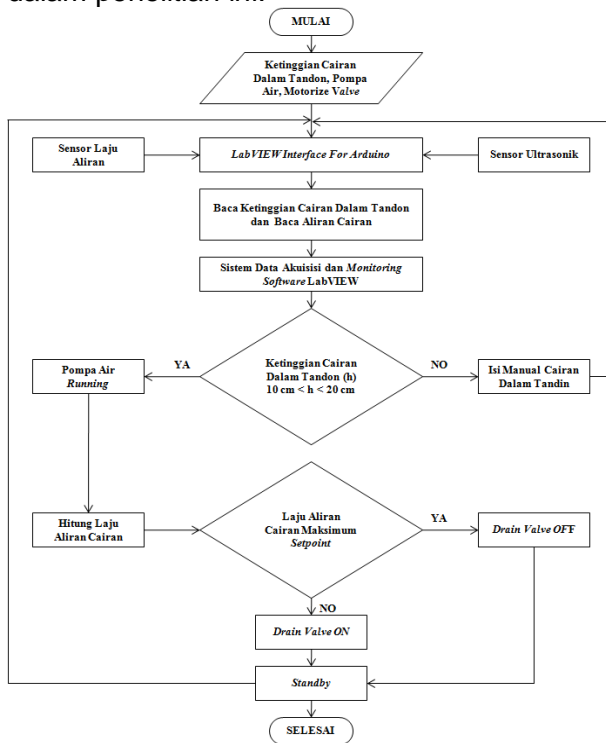 dalam penelitian ini.
MULAI
Ketinggian Cairan
Dalam Tandon, Pompa
Air, Motorize Valve
Sensor Laju
Aliran
LabVIEW Interface For Arduino
Sensor Ultrasonik
Baca Ketinggian Cairan Dalam Tandon
dan Baca Aliran Cairan
Sistem Data Akuisisi dan Monitoring
Software LabVIEW
Ketinggian Cairan
Dalam Tandon (h)
10 cm < h < 20 cm
YA
NO
Pompa Air
Running
Isi Manual Cairan
Dalam Tandin
Hitung Laju
Aliran Cairan
Laju Aliran
Cairan Maksimum
Setpoint
YA
Drain Valve OFF
NO
Drain Valve ON
Standby
SELESAI